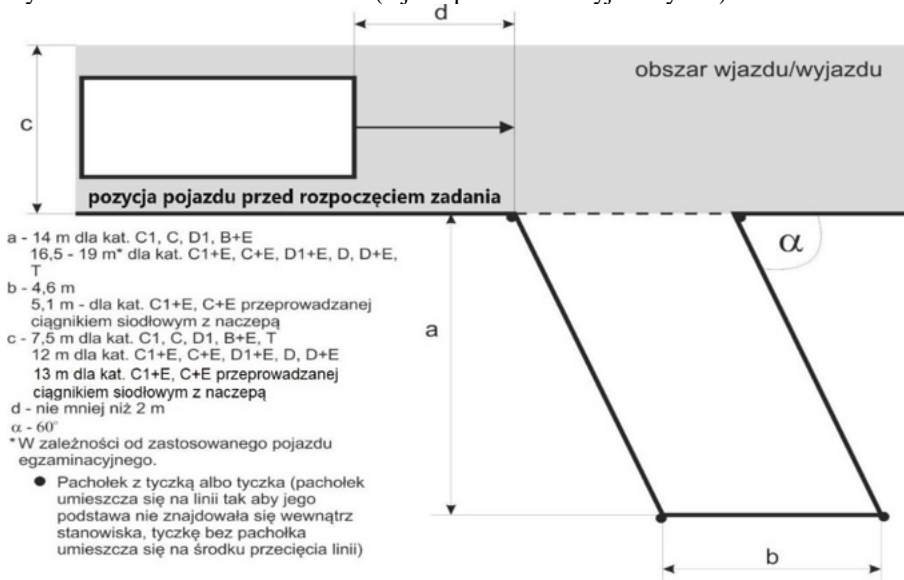 d
obszar wjazdu/wyjazdu
c
pozycja pojazdu przed rozpoczęciem zadania
α
a - 14 m dla kat. C1, C, D1, B+E
16,5 - 19 m* dla kat. C1+E, C+E, D1+E, D, D+E,
T
b - 4,6 m
5,1 m - dla kat. C1+E, C+E przeprowadzanej
ciągnikiem siodłowym z naczepą
c - 7,5 m dla kat. C1, C, D1, B+E, T
12 m dla kat. C1+E, C+E, D1+E, D, D+E
13 m dla kat. C1+E, C+E przeprowadzanej
ciągnikiem siodłowym z naczepą
d - nie mniej niż 2 m
α - 60°
*W zależności od zastosowanego pojazdu
egzaminacyjnego.
● Pachołek z tyczką albo tyczka (pachołek
umieszcza się na linii tak aby jego
podstawa nie znajdowała się wewnątrz
stanowiska, tyczkę bez pachołka
umieszcza się na środku przecięcia linii)
a
b